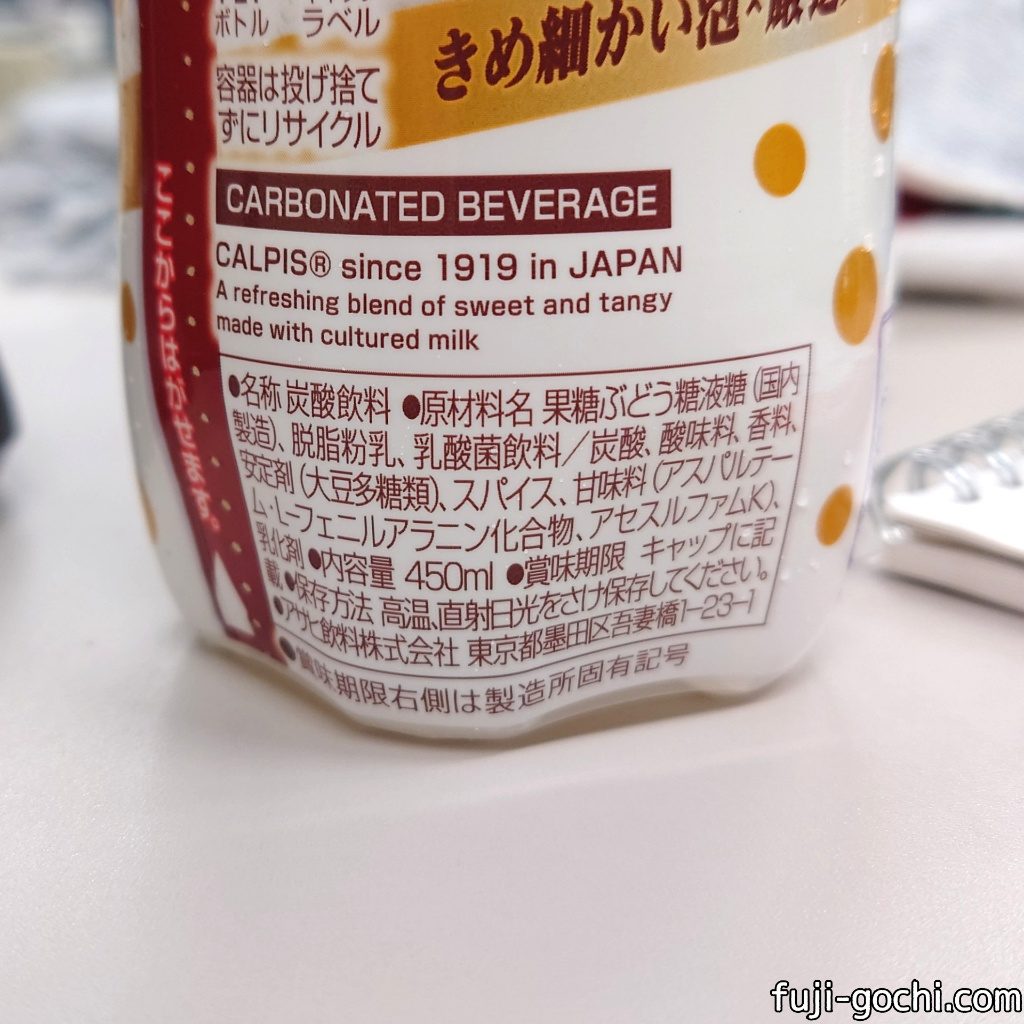 ボトル ラベル
きめ細かい泡×厳選
容器は投げ捨て
ずにリサイクル
CARBONATED BEVERAGE
CALPIS® since 1919 in JAPAN
A refreshing blend of sweet and tangy
made with cultured milk
ここからはがせます。
●名称 炭酸飲料 ●原材料名 果糖ぶどう糖液糖(国内
製造)、脱脂粉乳、乳酸菌飲料／炭酸、酸味料、香料、
安定剤(大豆多糖類)、スパイス、甘味料(アスパルテー
ム・L-フェニルアラニン化合物、アセスルファムK)、
乳化剤 ●内容量 450ml ●賞味期限 キャップに記
載 ●保存方法 高温、直射日光をさけ保存してください。
●アサヒ飲料株式会社 東京都墨田区吾妻橋1-23-1
●賞味期限右側は製造所固有記号
fuji-gochi.com